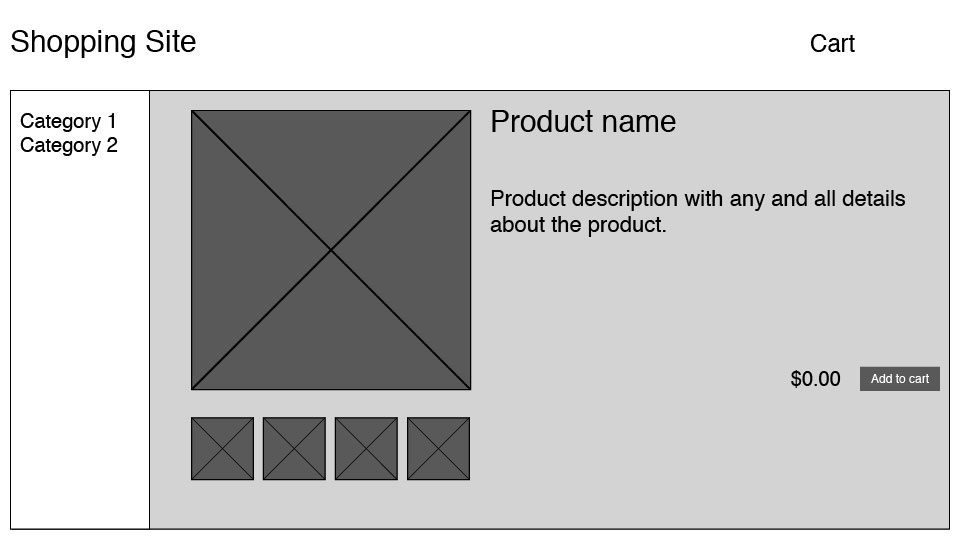 Shopping Site
Cart
Category 1
Category 2
Product name
Product description with any and all details
about the product.
$0.00
Add to cart